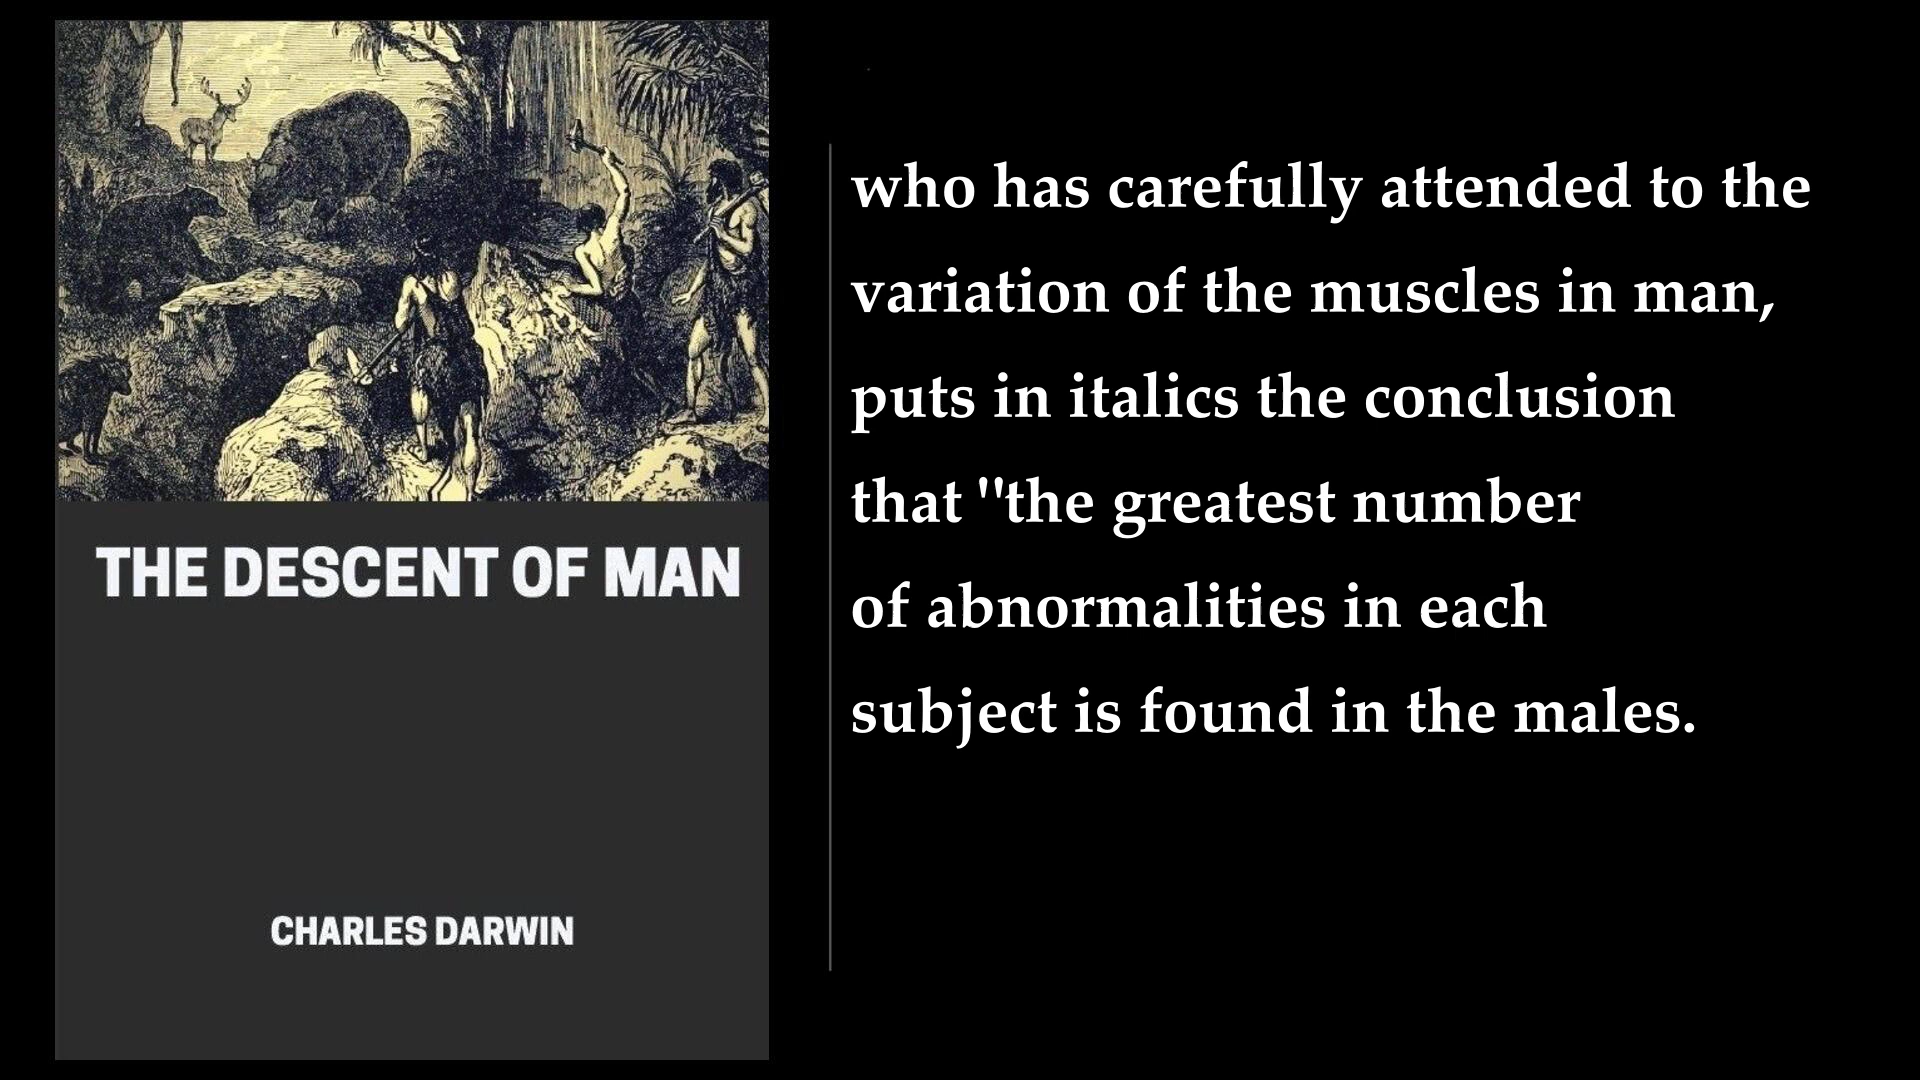 THE DESCENT OF MAN
CHARLES DARWIN
who has carefully attended to the
variation of the muscles in man,
puts in italics the conclusion
that "the greatest number
of abnormalities in each
subject is found in the males.